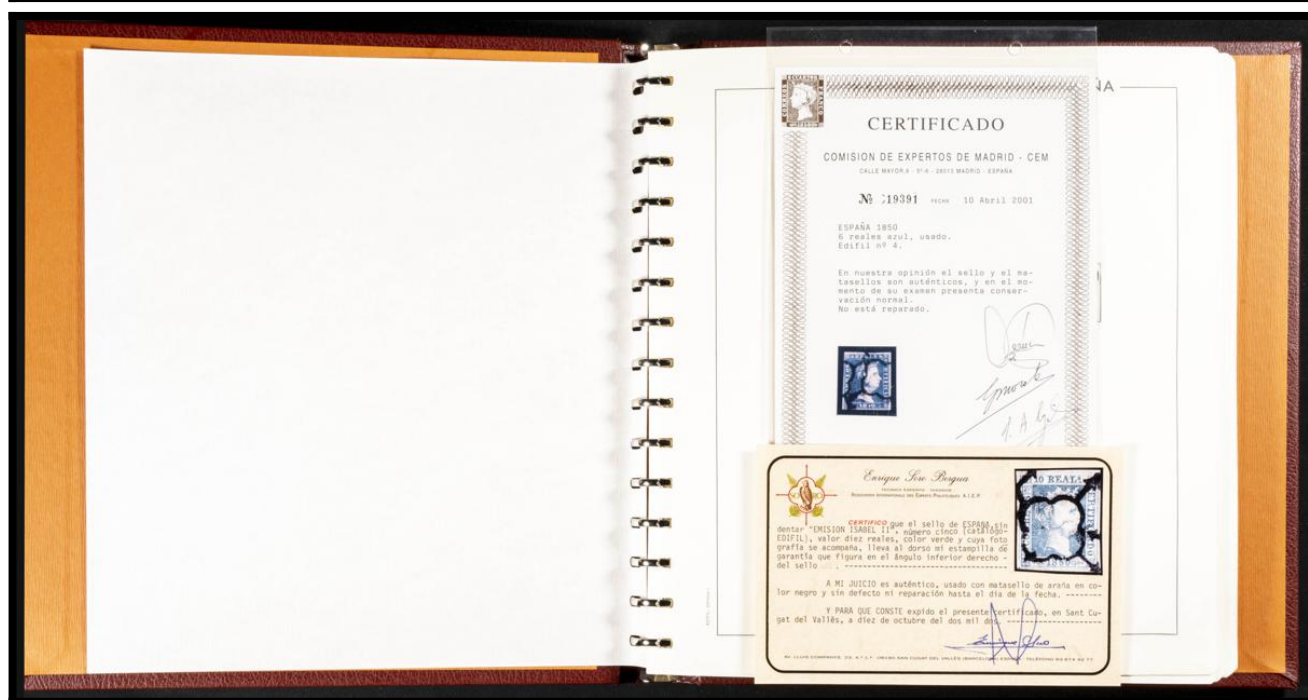 CERTIFICADO
COMISION DE EXPERTOS DE MADRID - CEM
CALLE MAYOR, 4 - 28013 MADRID - ESPAÑA
№ 19391 FECHA 10 Abril 2001
ESPAÑA 1850
6 reales azul, usado.
Edifil nº 4.
En nuestra opinión el sello y el ma-
tasellos son auténticos, y en el mo-
mento de su examen presenta conser-
vación normal.
No está reparado.
Enrique Soro Bergua
CERTIFICO que el sello de ESPAÑA, sin
dentar "EMISION ISABEL II", número cinco (catálogo-
EDIFIL), valor diez reales, color verde y cuya foto
grafía se acompaña, lleva al dorso mi estampilla de
garantía que figura en el ángulo inferior derecho -
del sello
A MI JUICIO es auténtico, usado con matasello de araña en co-
lor negro y sin defecto ni reparación hasta el día de la fecha. --------
Y PARA QUE CONSTE expido el presente certificado, en Sant Cu-
gat del Vallés, a diez de octubre del dos mil dos. ----------------
10 REALS